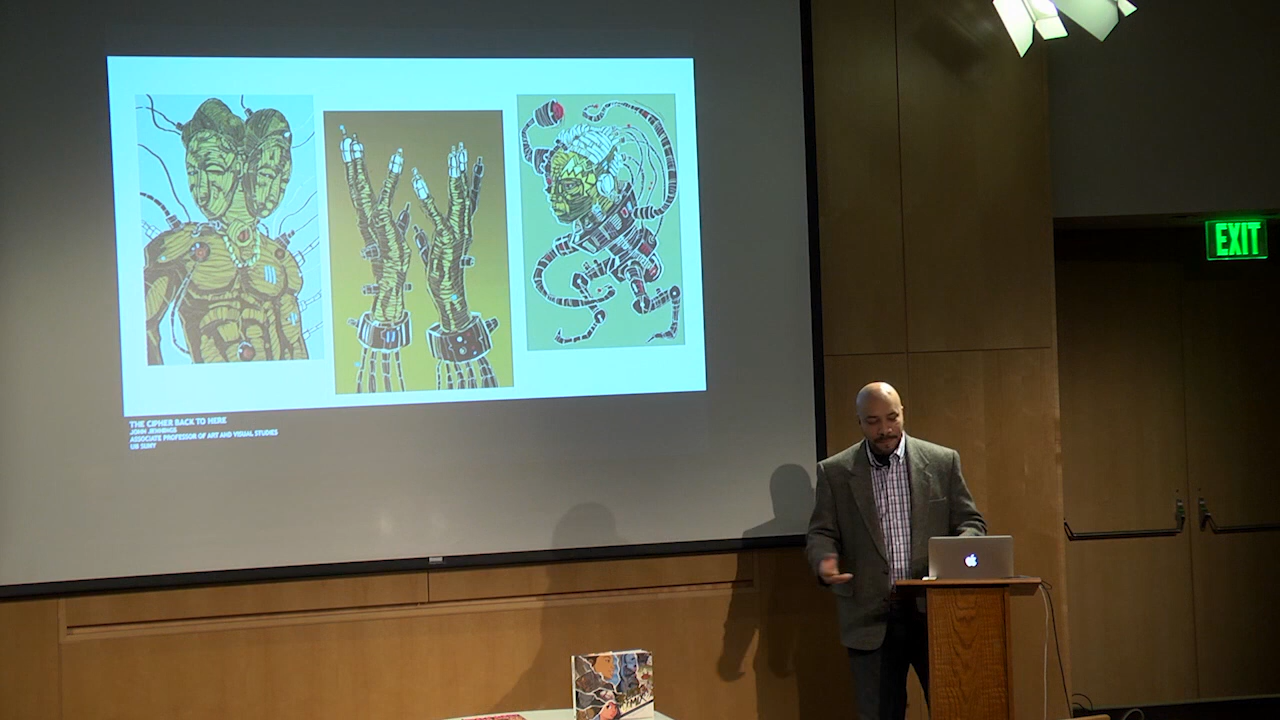 THE CIPHER BACK TO HERE
JOHN JENNINGS
ASSOCIATE PROFESSOR OF ART AND VISUAL STUDIES
UB SUNY
EXIT